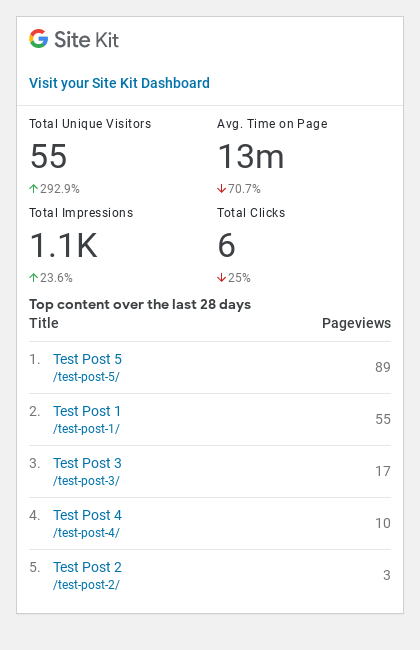 Site Kit
Visit your Site Kit Dashboard
Total Unique Visitors
55
↑292.9%
Avg. Time on Page
13m
↓70.7%
Total Impressions
1.1K
↑23.6%
Total Clicks
6
↓25%
Top content over the last 28 days
Title Pageviews
1. Test Post 5
/test-post-5/
89
2. Test Post 1
/test-post-1/
55
3. Test Post 3
/test-post-3/
17
4. Test Post 4
/test-post-4/
10
5. Test Post 2
/test-post-2/
3